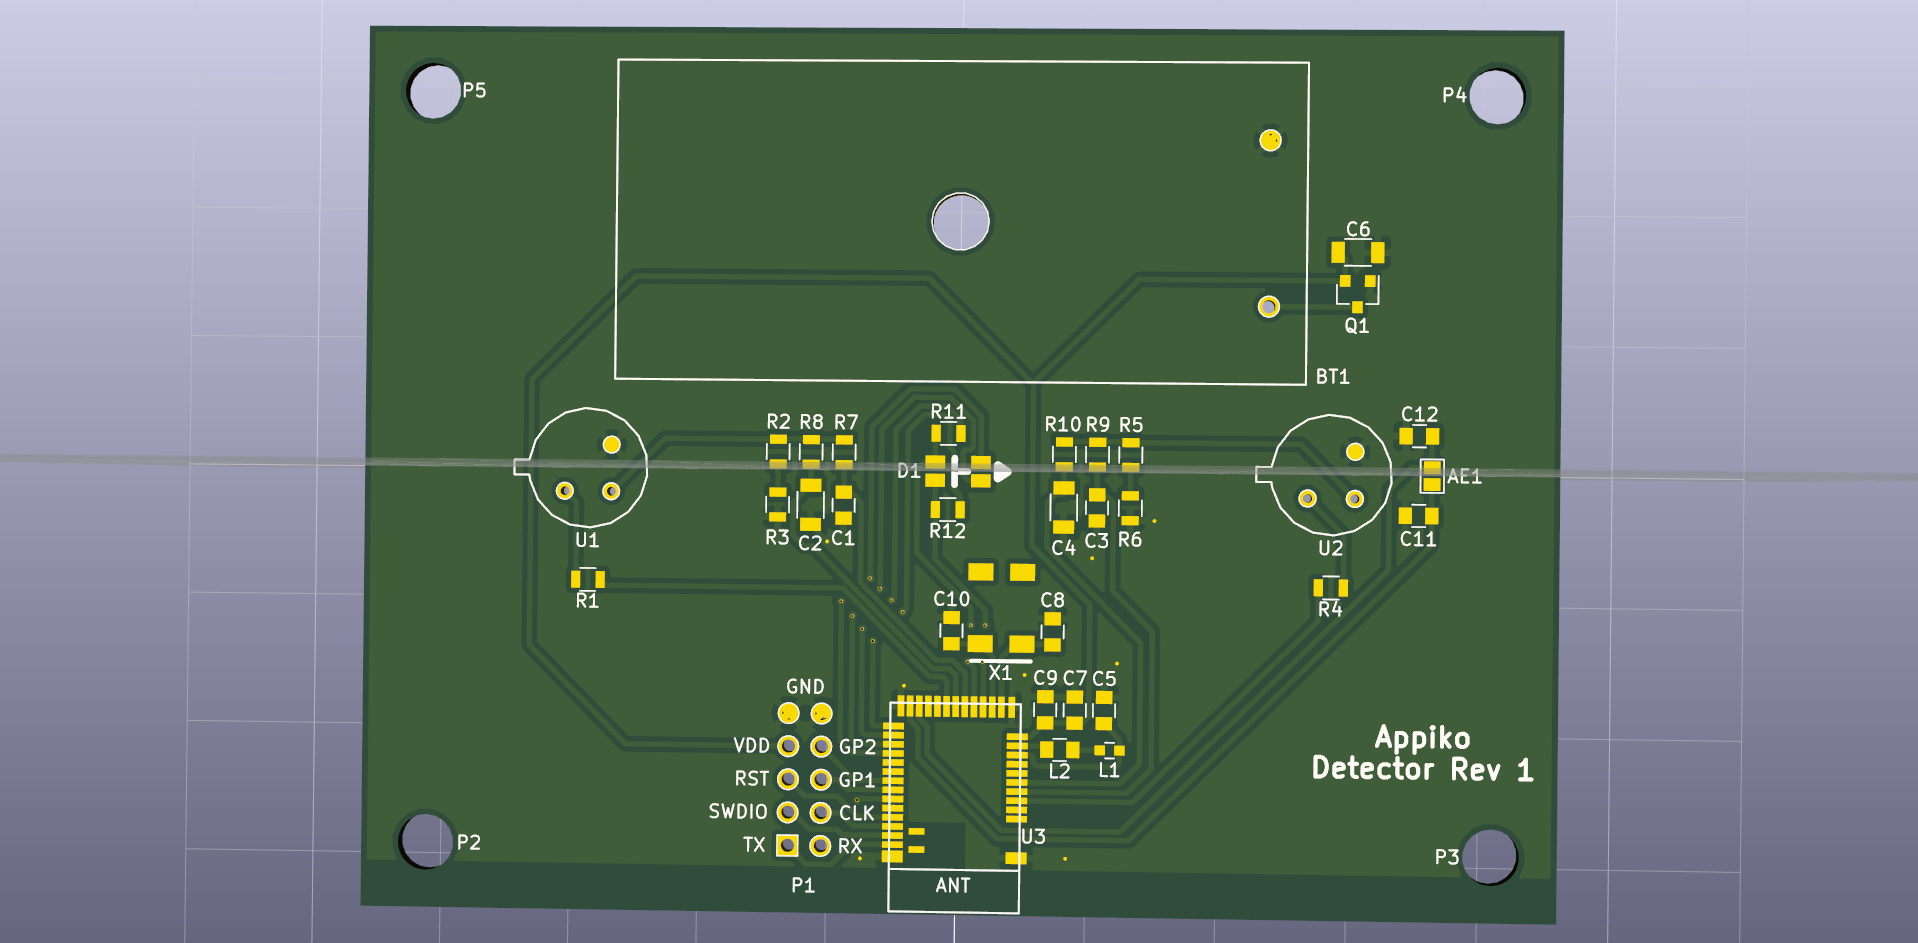 P5
P4
C6
Q1
BT1
R2 R8 R7
R11
R10 R9 R5
C12
D1
AE1
R3 C2 C1
R12
C4 C3 R6
U1
U2
C11
R1
R4
C10
C8
X1
C9 C7 C5
GND
VDD
GP2
L2
L1
RST
GP1
SWDIO
CLK
TX
RX
U3
P1
ANT
P2
P3
Appiko
Detector Rev 1